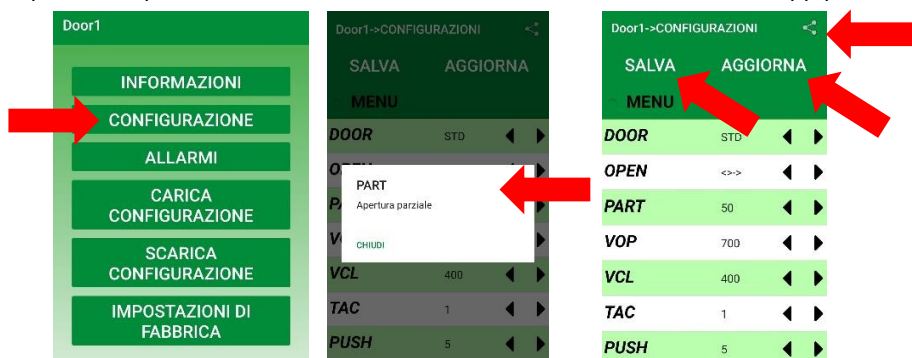 Door1
INFORMAZIONI
CONFIGURAZIONE
ALLARMI
CARICA
CONFIGURAZIONE
SCARICA
CONFIGURAZIONE
IMPOSTAZIONI DI
FABBRICA
Door1->CONFIGURAZIONI
SALVA AGGIORNA
MENU
DOOR STD
PART
Apertura parziale
CHIUDI
VCL 400
TAC 1
PUSH 5
Door1->CONFIGURAZIONI
SALVA AGGIORNA
MENU
DOOR STD
OPEN <>->
PART 50
VOP 700
VCL 400
TAC 1
PUSH 5